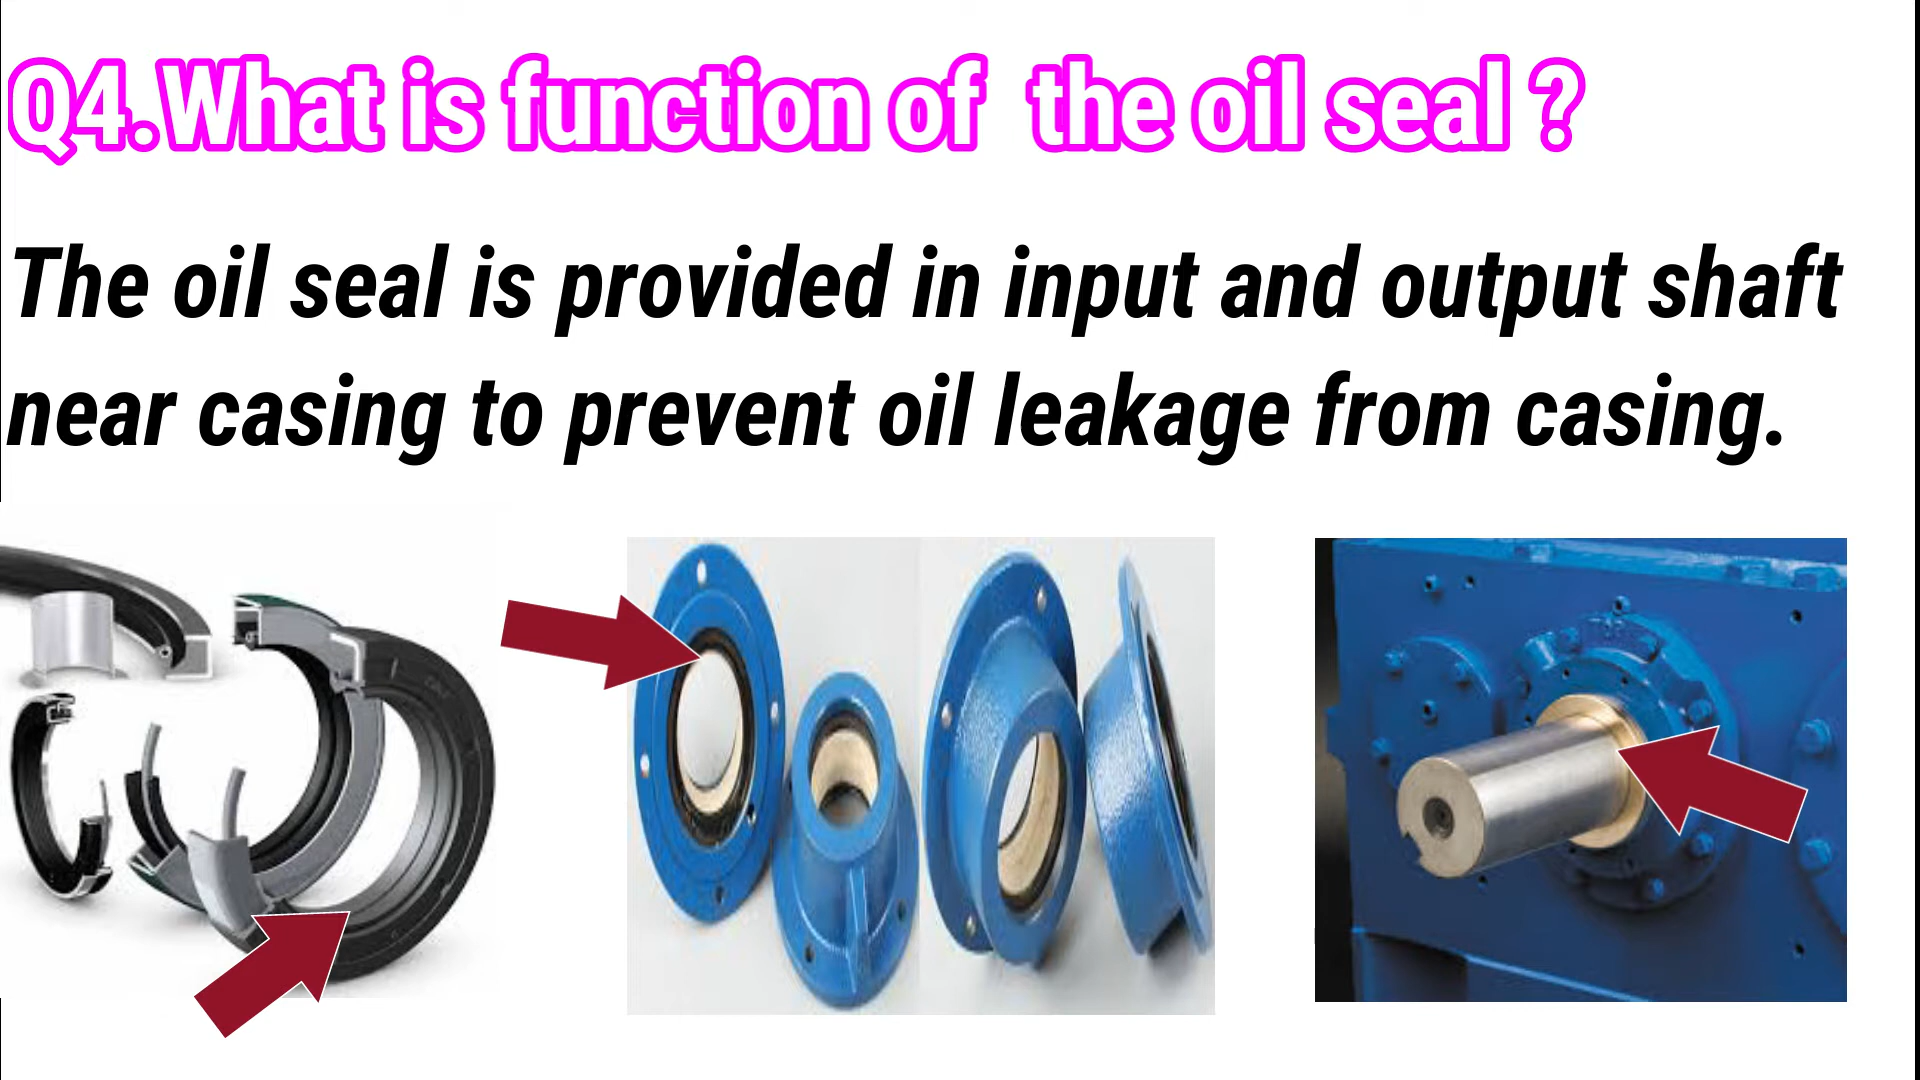 Q4.What is function of the oil seal ?
The oil seal is provided in input and output shaft
near casing to prevent oil leakage from casing.